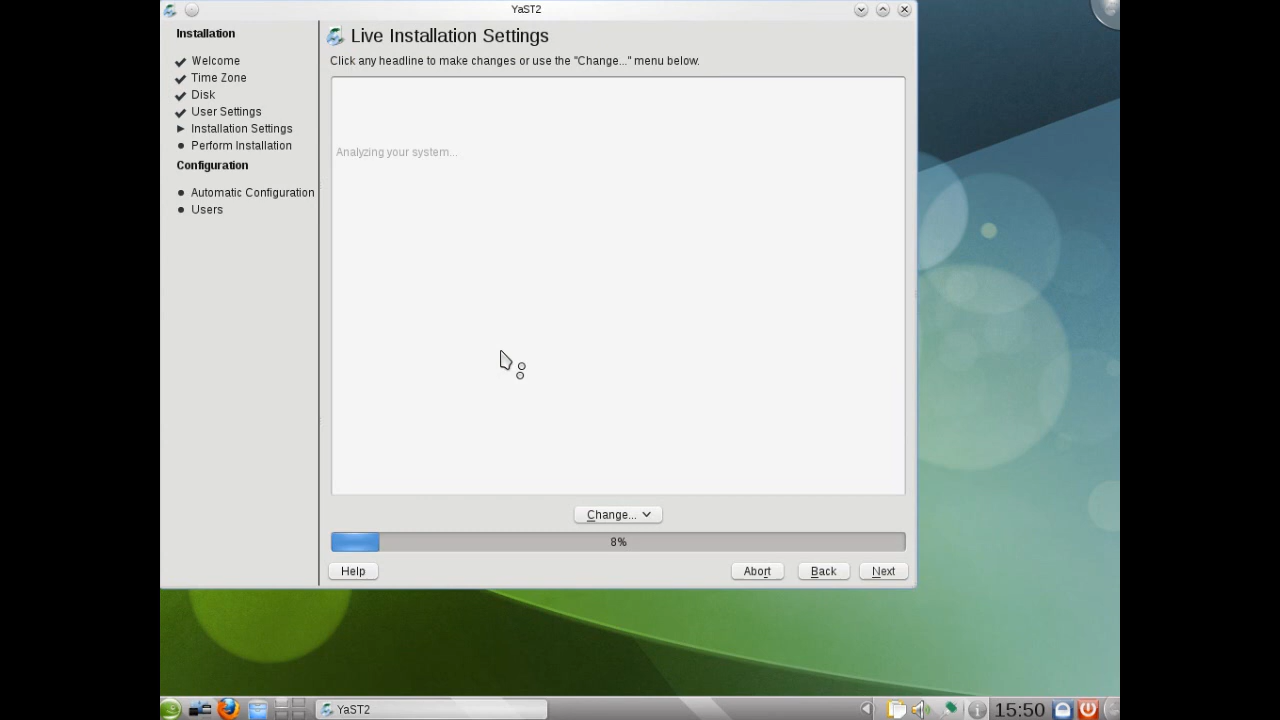 YaST2
Installation
Welcome
Time Zone
Disk
User Settings
Installation Settings
Perform Installation
Configuration
Automatic Configuration
Users
Live Installation Settings
Click any headline to make changes or use the "Change..." menu below.
Analyzing your system...
Change...
8%
Help
Abort
Back
Next
YaST2
15:50